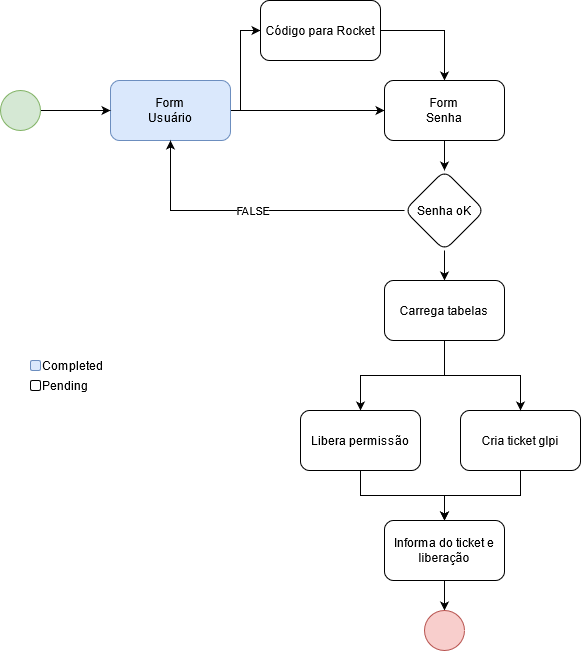 Código para Rocket
Form
Usuário
Form
Senha
Senha oK
FALSE
Carrega tabelas
Completed
Pending
Libera permissão
Cria ticket glpi
Informa do ticket e
liberação